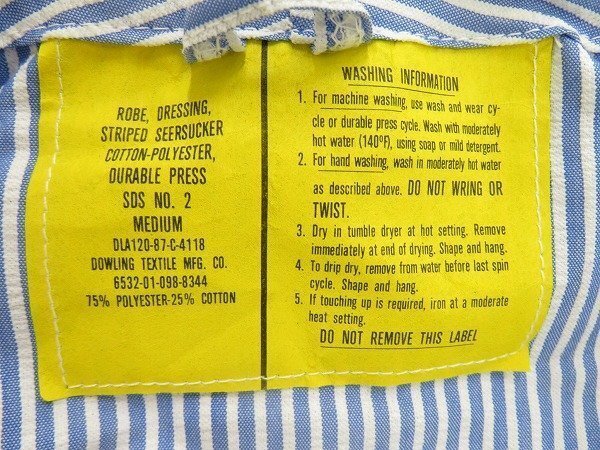 ROBE, DRESSING,
STRIPED SEERSUCKER
COTTON-POLYESTER,
DURABLE PRESS
SDS NO. 2
MEDIUM
DLA120-87-C-4118
DOWLING TEXTILE MFG. CO.
6532-01-098-8344
75% POLYESTER-25% COTTON
WASHING INFORMATION
1. For machine washing, use wash and wear cy-
cle or durable press cycle. Wash with moderately
hot water (140ºF), using soap or mild detergent.
2. For hand washing, wash in moderately hot water
as described above. DO NOT WRING OR
TWIST.
3. Dry in tumble dryer at hot setting. Remove
immediately at end of drying. Shape and hang.
4. To drip dry, remove from water before last spin
cycle. Shape and hang.
5. If touching up is required, iron at a moderate
heat setting.
DO NOT REMOVE THIS LABEL